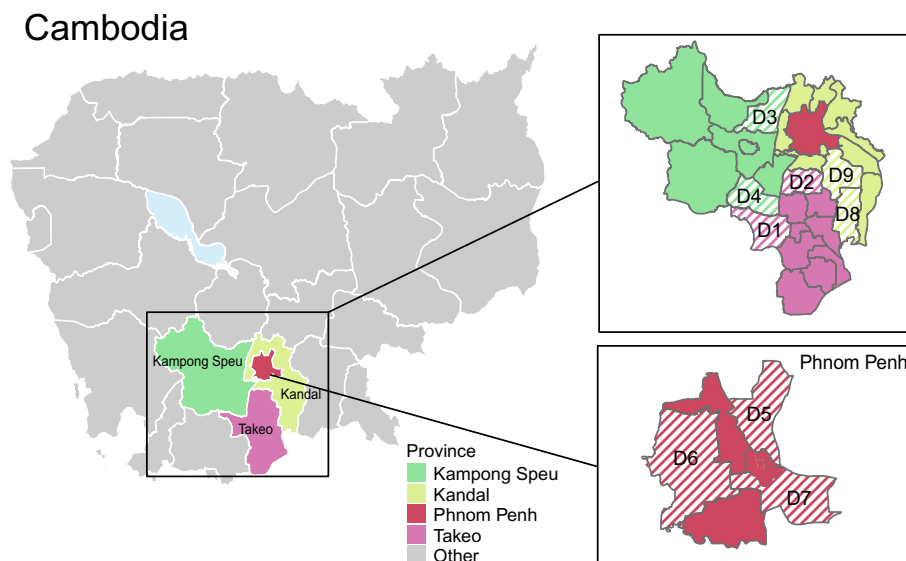 Cambodia
D3
D9
D2
D4
D8
D1
Kampong Speu
Kandal
Takeo
Phnom Penh
D5
D6
D7
Province
Kampong Speu
Kandal
Phnom Penh
Takeo
Other